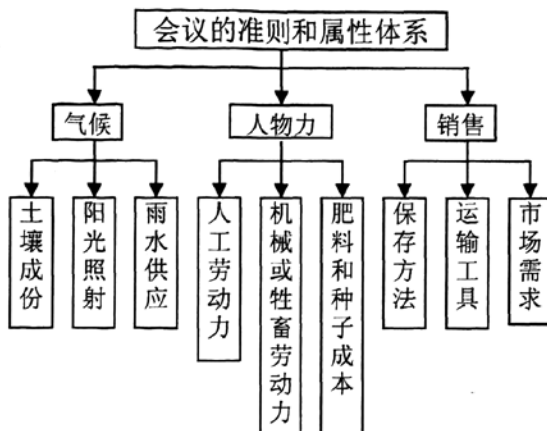 会议的准则和属性体系
气候
人物力
销售
土壤成份
阳光照射
雨水供应
人工劳动力
机械或牲畜劳动力
肥料和种子成本
保存方法
运输工具
市场需求